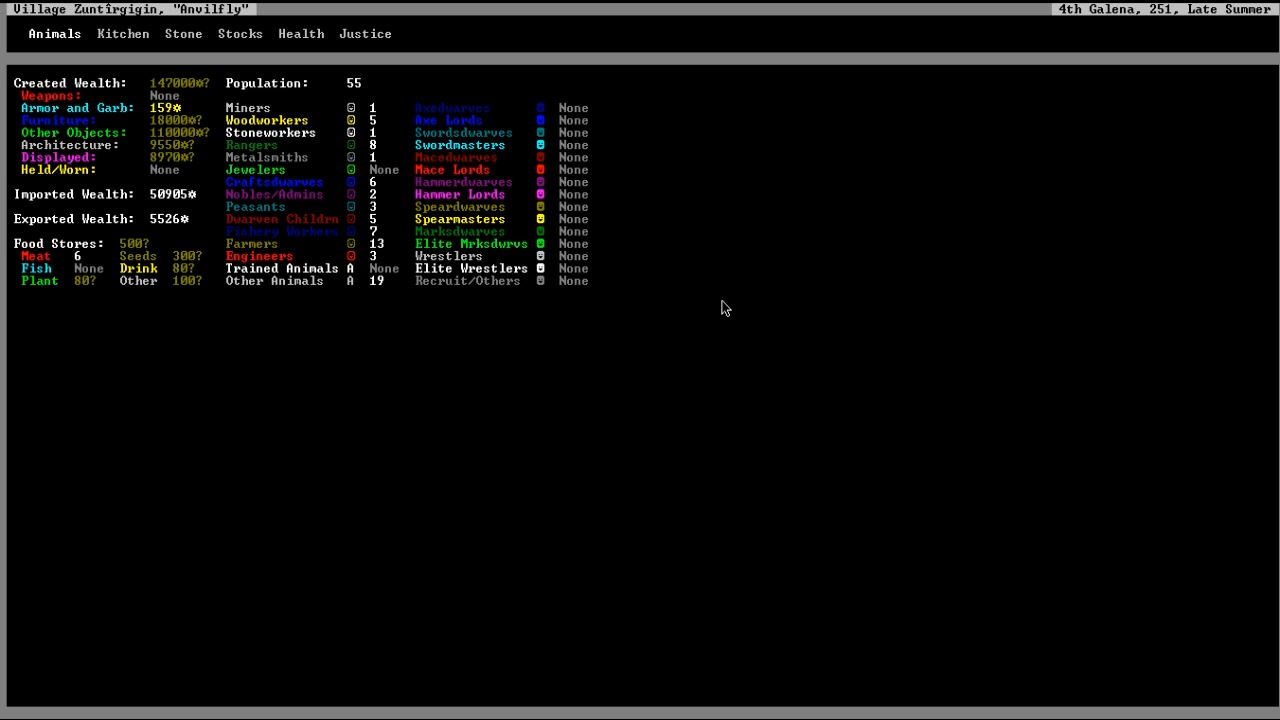 Village Zuntîrgigin, "Anvilfly" 4th Galena, 251, Late Summer
Animals Kitchen Stone Stocks Health Justice
Created Wealth: 147000☼? Population: 55
Weapons: None
Armor and Garb: 159☼ Miners 1 Axedwarves None
Furniture: 18000☼? Woodworkers 5 Axe Lords None
Other Objects: 110000☼? Stoneworkers 1 Swordsdwarves None
Architecture: 9550☼? Rangers 8 Swordmasters None
Displayed: 8970☼? Metalsmiths 1 Macedwarves None
Held/Worn: None Jewelers None Mace Lords None
Craftsdwarves 6 Hammerdwarves None
Imported Wealth: 50905☼ Nobles/Admins 2 Hammer Lords None
Peasants 3 Speardwarves None
Exported Wealth: 5526☼ Dwarven Childrn 5 Spearmasters None
Fishery Workers 7 Marksdwarves None
Food Stores: 500? Farmers 13 Elite Mrksdwrvs None
Meat 6 Seeds 300? Engineers 3 Wrestlers None
Fish None Drink 80? Trained Animals A None Elite Wrestlers None
Plant 80? Other 100? Other Animals A 19 Recruit/Others None